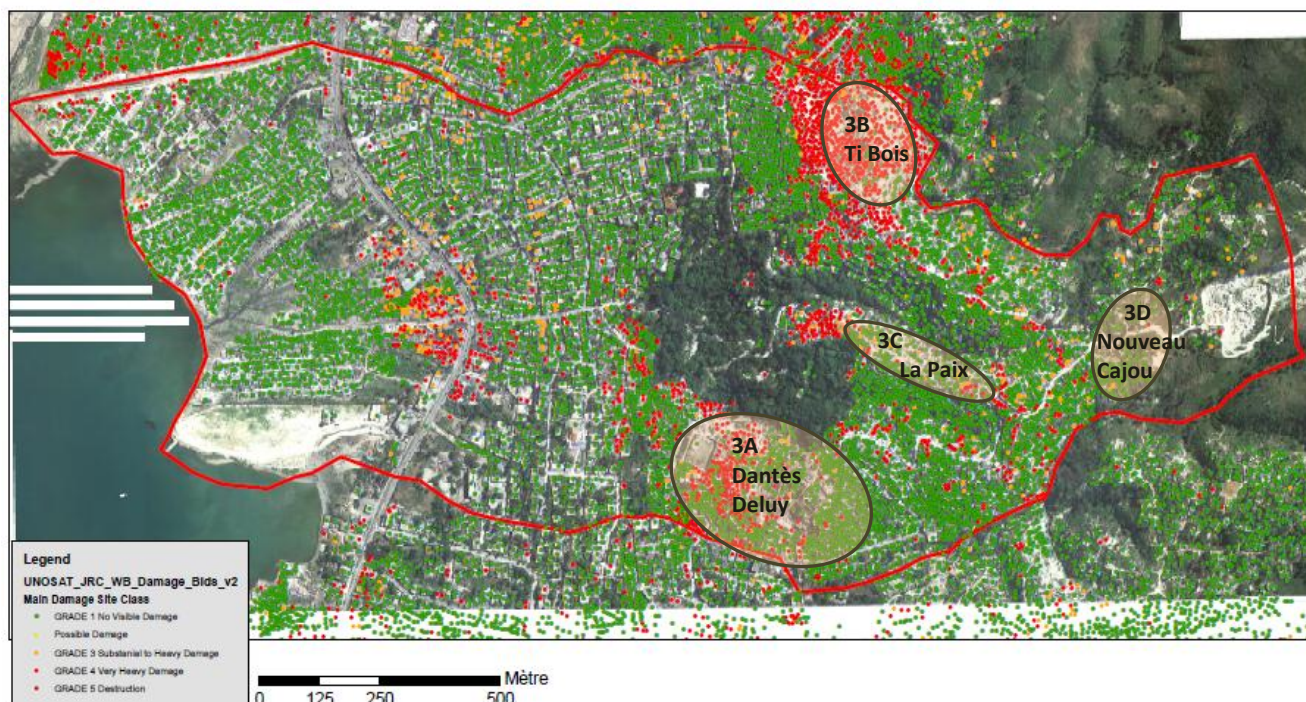 3B
Ti Bois
3D
Nouveau
Cajou
3C
La Paix
3A
Dantès
Deluy
Legend
UNOSAT_JRC_WB_Damage_Blds_v2
Main Damage Site Class
GRADE 1 No Visible Damage
Possible Damage
GRADE 3 Substanial to Heavy Damage
GRADE 4 Very Heavy Damage
GRADE 5 Destruction
Mètre
0 125 250 500